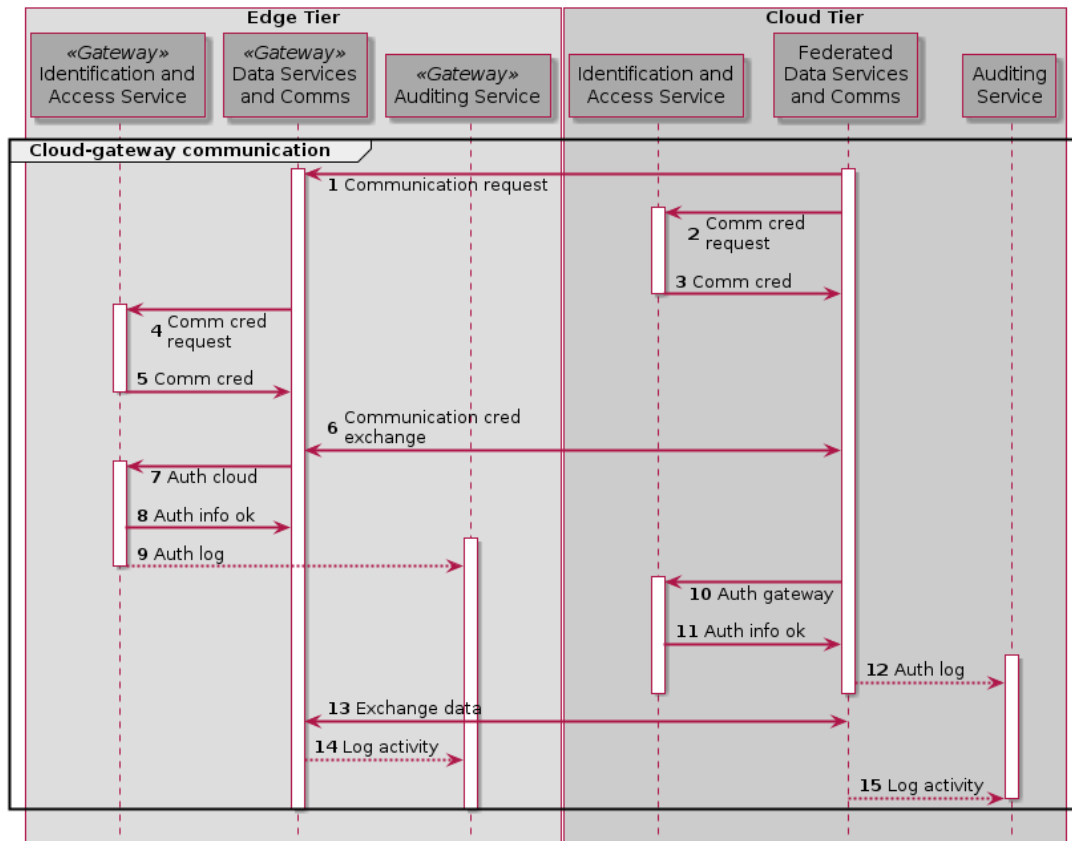 Edge Tier
Cloud Tier
«Gateway»
Identification and
Access Service
«Gateway»
Data Services
and Comms
«Gateway»
Auditing Service
Identification and
Access Service
Federated
Data Services
and Comms
Auditing
Service
Cloud-gateway communication
1 Communication request
2 Comm cred
request
3 Comm cred
4 Comm cred
request
5 Comm cred
6 Communication cred
exchange
7 Auth cloud
8 Auth info ok
9 Auth log
10 Auth gateway
11 Auth info ok
12 Auth log
13 Exchange data
14 Log activity
15 Log activity